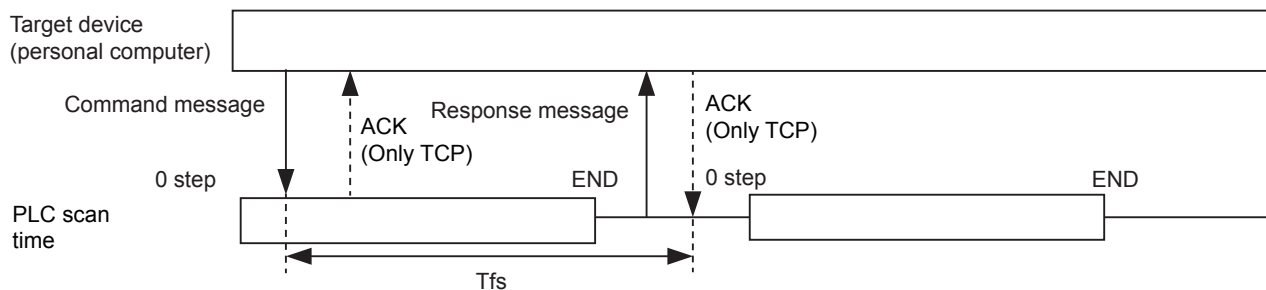 Target device
(personal computer)
Command message
ACK
(Only TCP)
Response message
ACK
(Only TCP)
0 step
END
0 step
END
PLC scan
time
Tfs